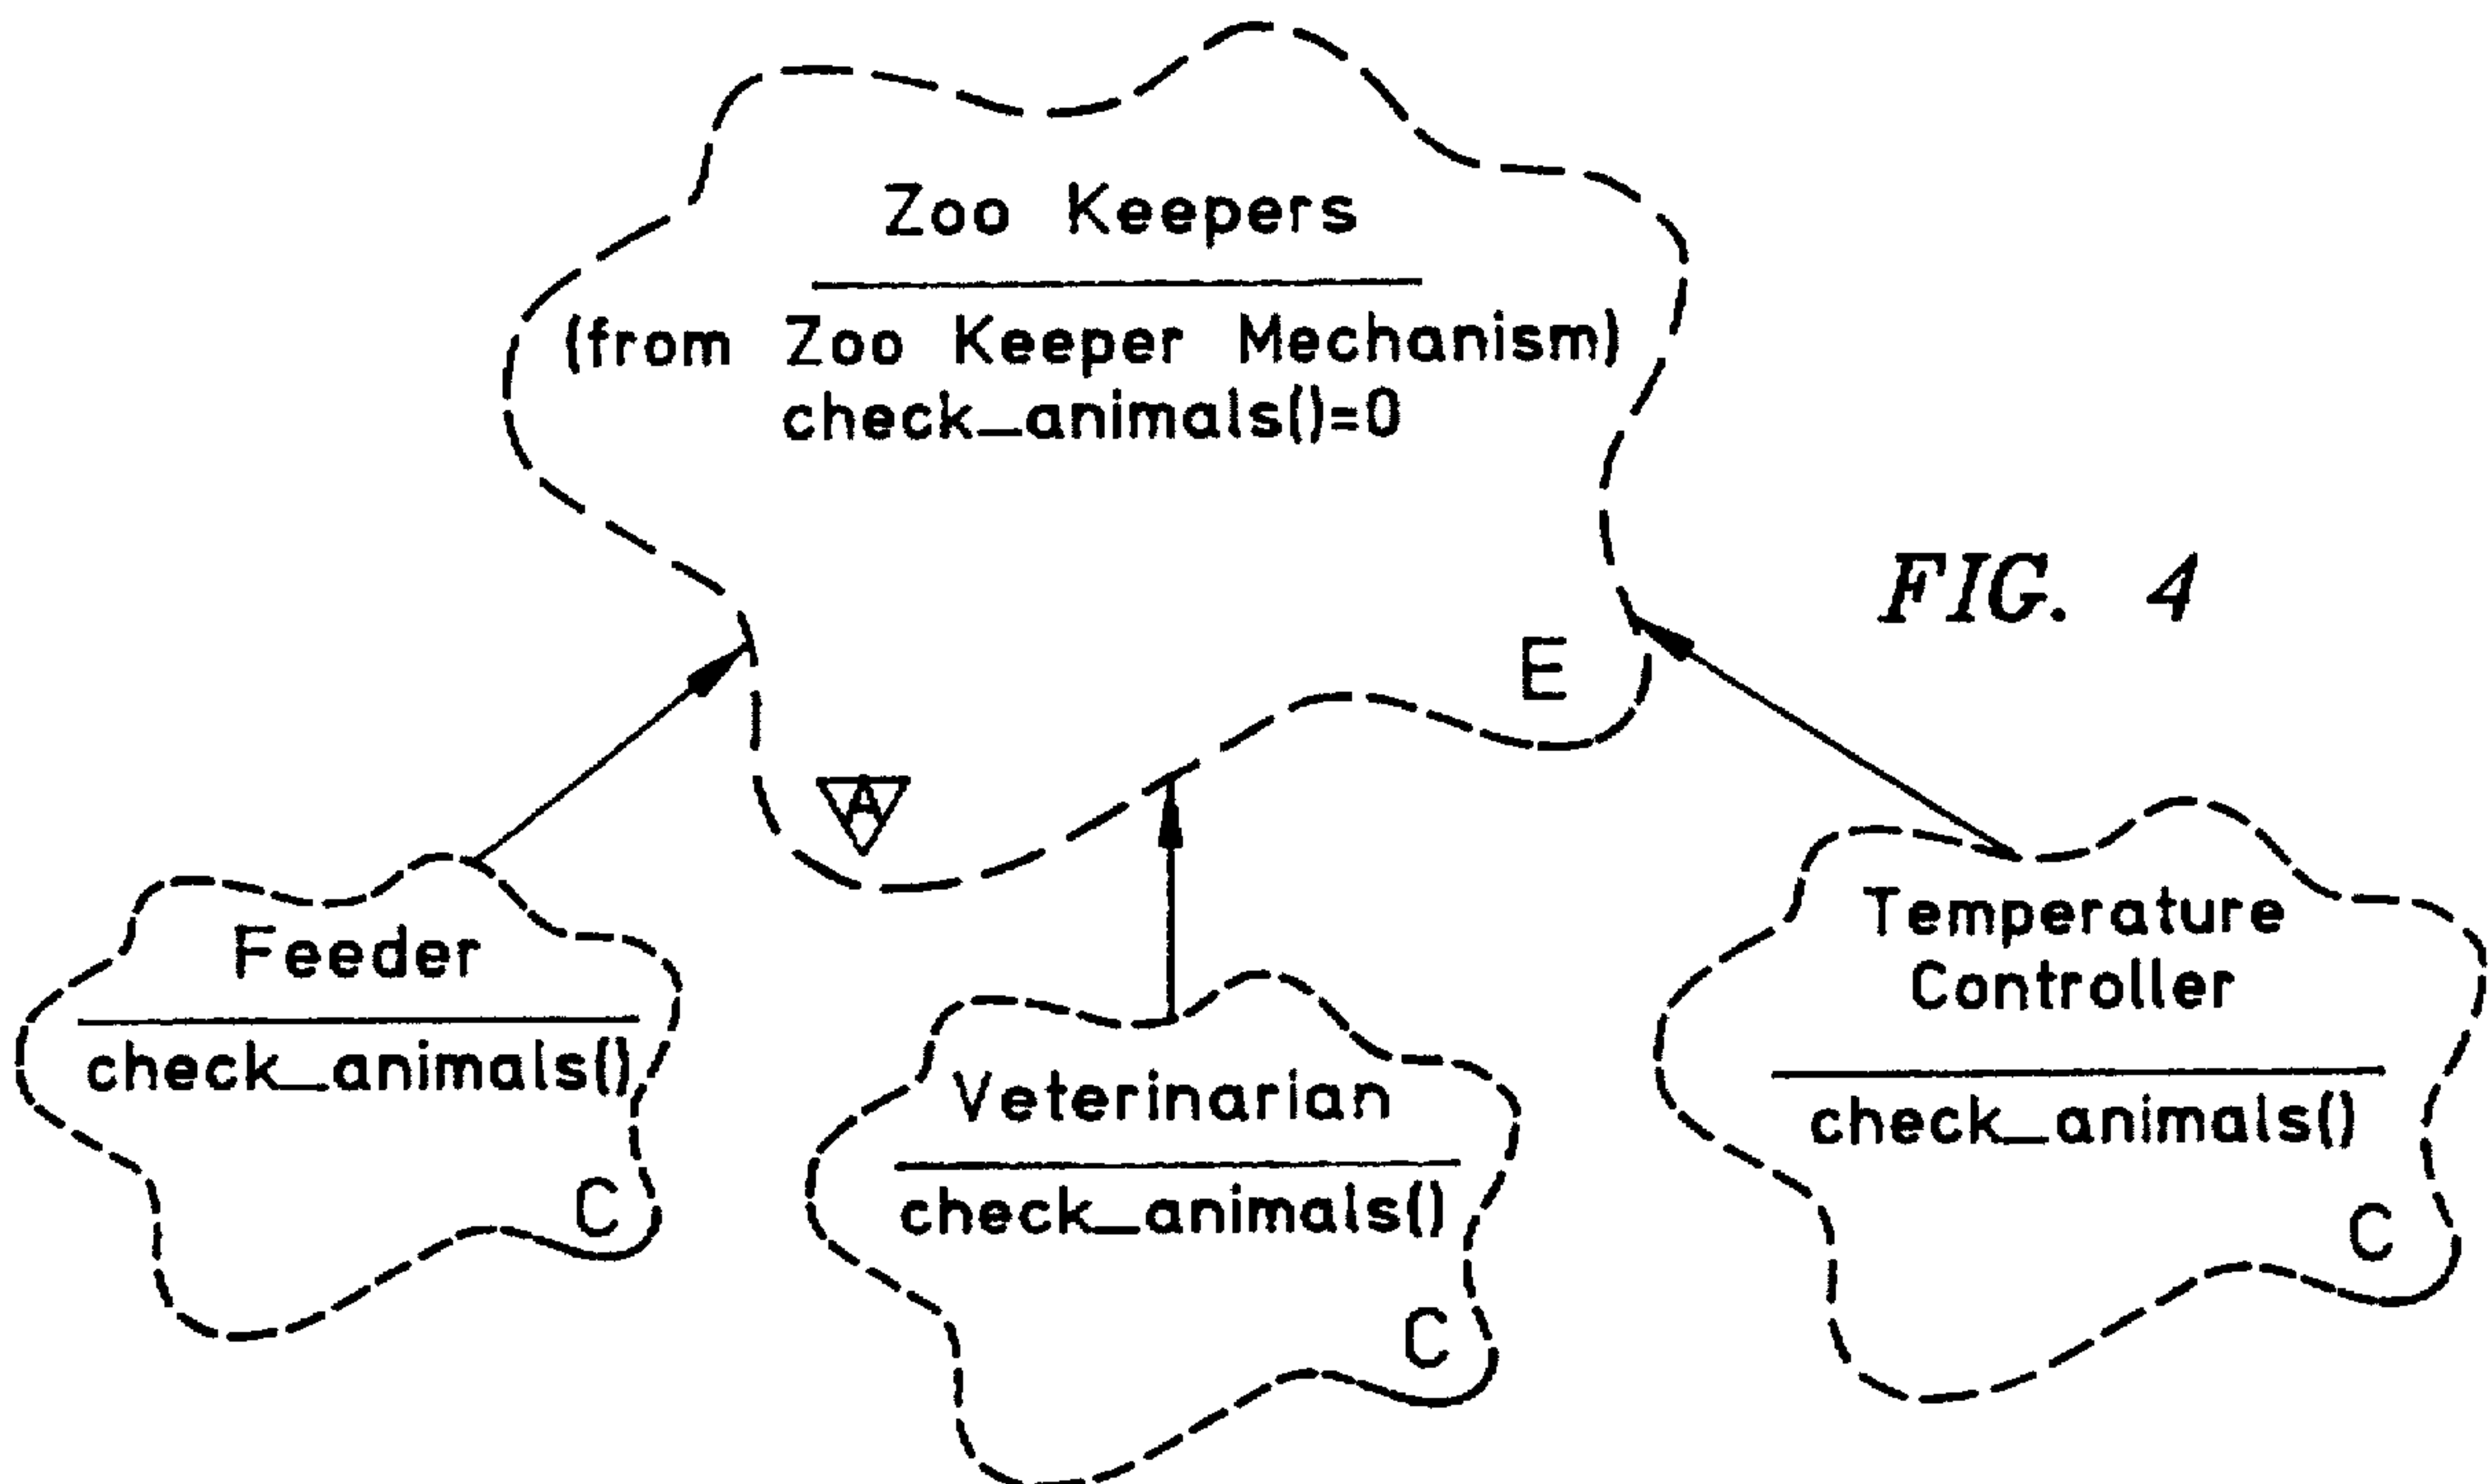 Zoo Keepers
(from Zoo Keeper Mechanism)
check_animals()=0
FIG. 4
E
A
Feeder
check_animals()
C
Veterinarian
check_animals()
C
Temperature
Controller
check_animals()
C